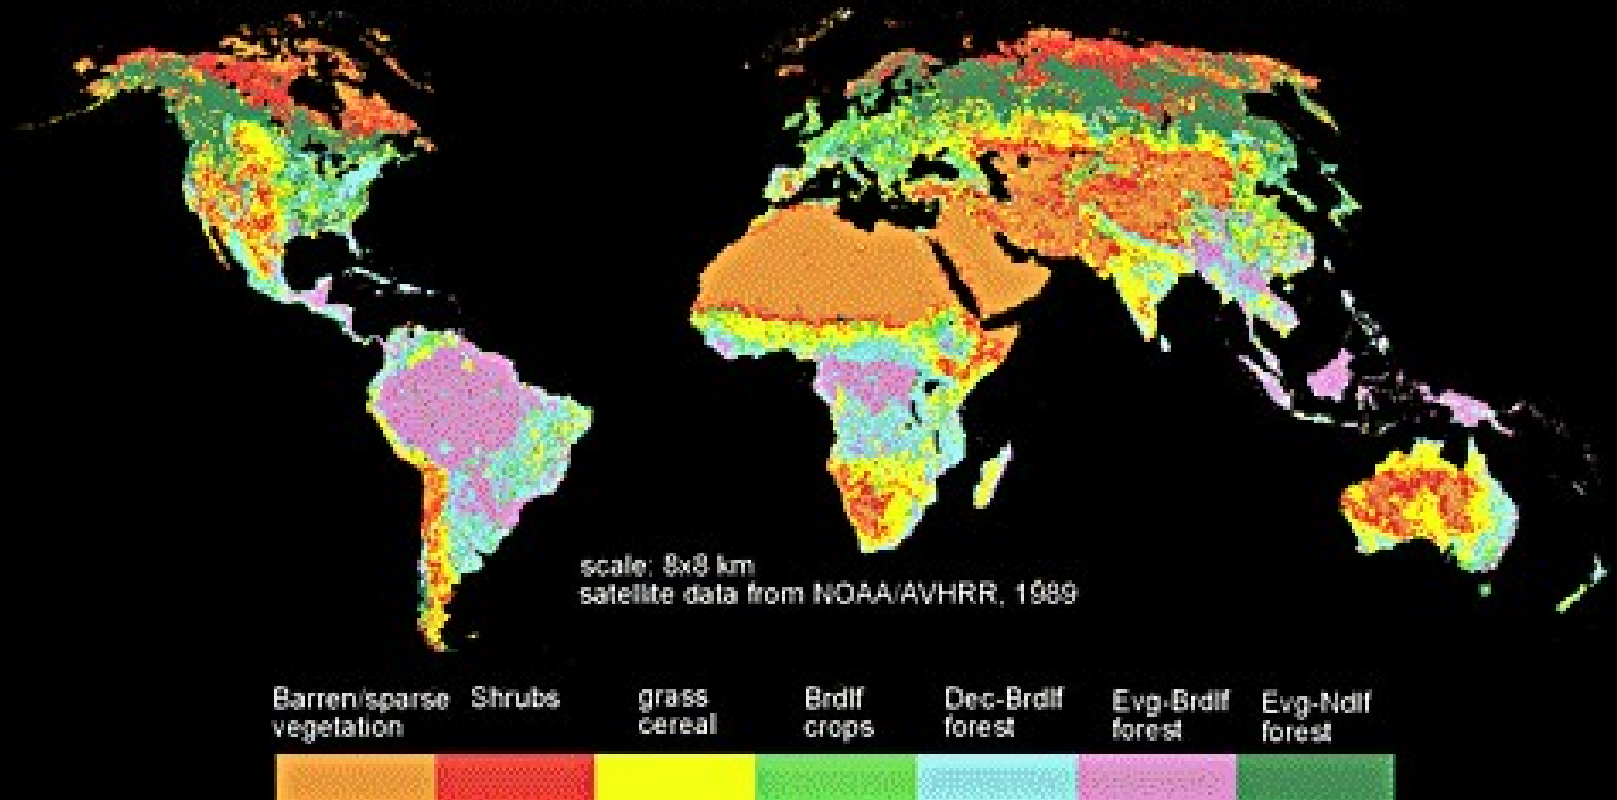 scale: 8x8 km
satellite data from NOAA/AVHRR, 1989
Barren/sparse vegetation
Shrubs
grass cereal
Brdlf crops
Dec-Brdlf forest
Evg-Brdlf forest
Evg-Ndlf forest